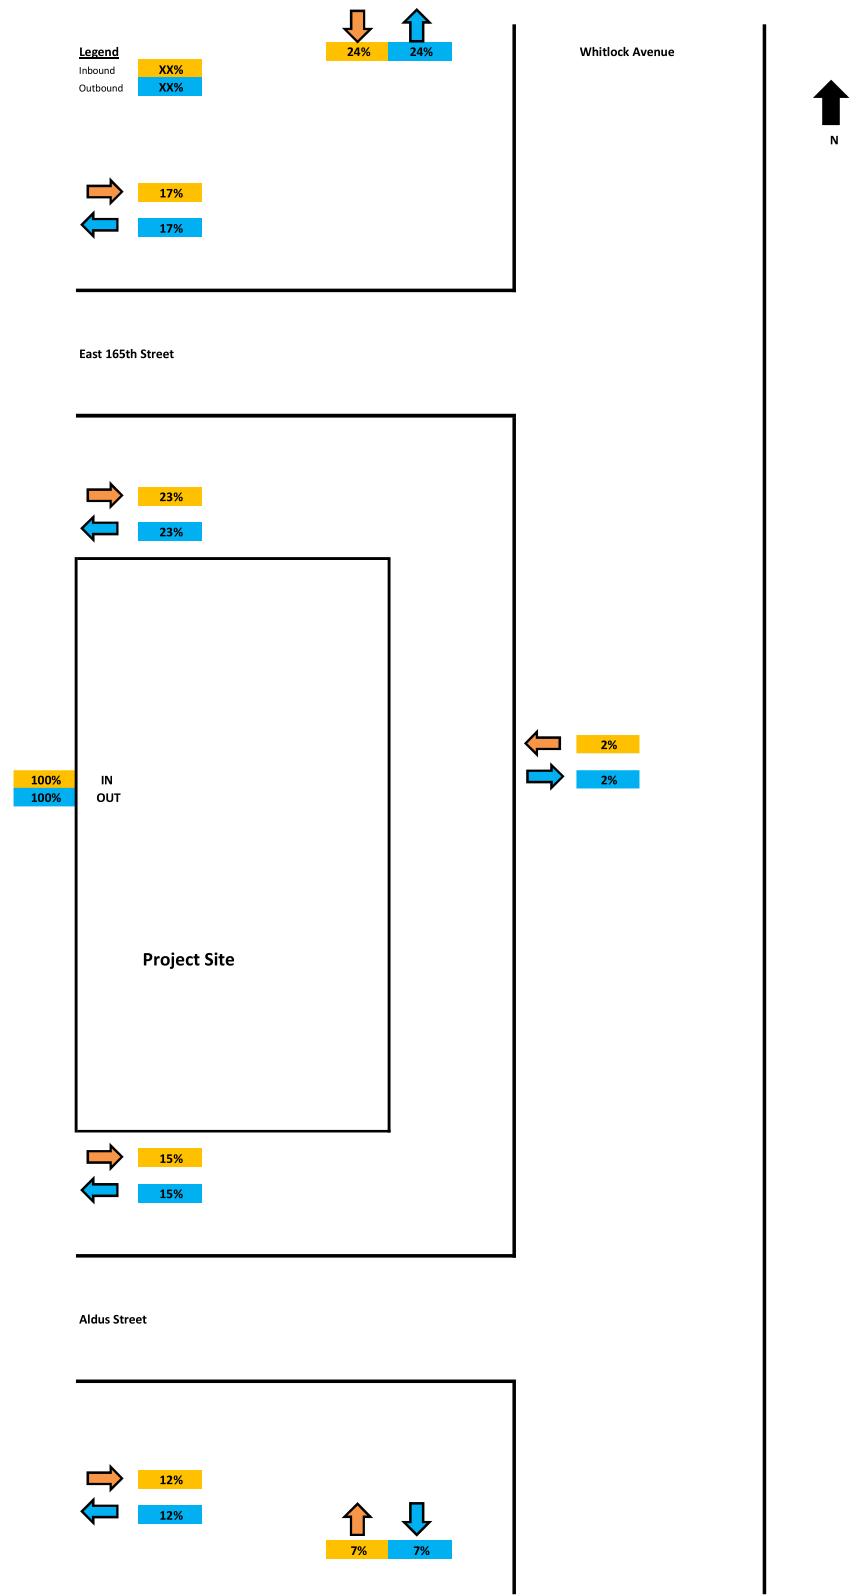 24% 24%
Legend
Whitlock Avenue
Inbound XX%
Outbound XX%
N
17%
17%
East 165th Street
23%
23%
2%
100% IN
2%
100% OUT
Project Site
15%
15%
Aldus Street
12%
12%
7% 7%